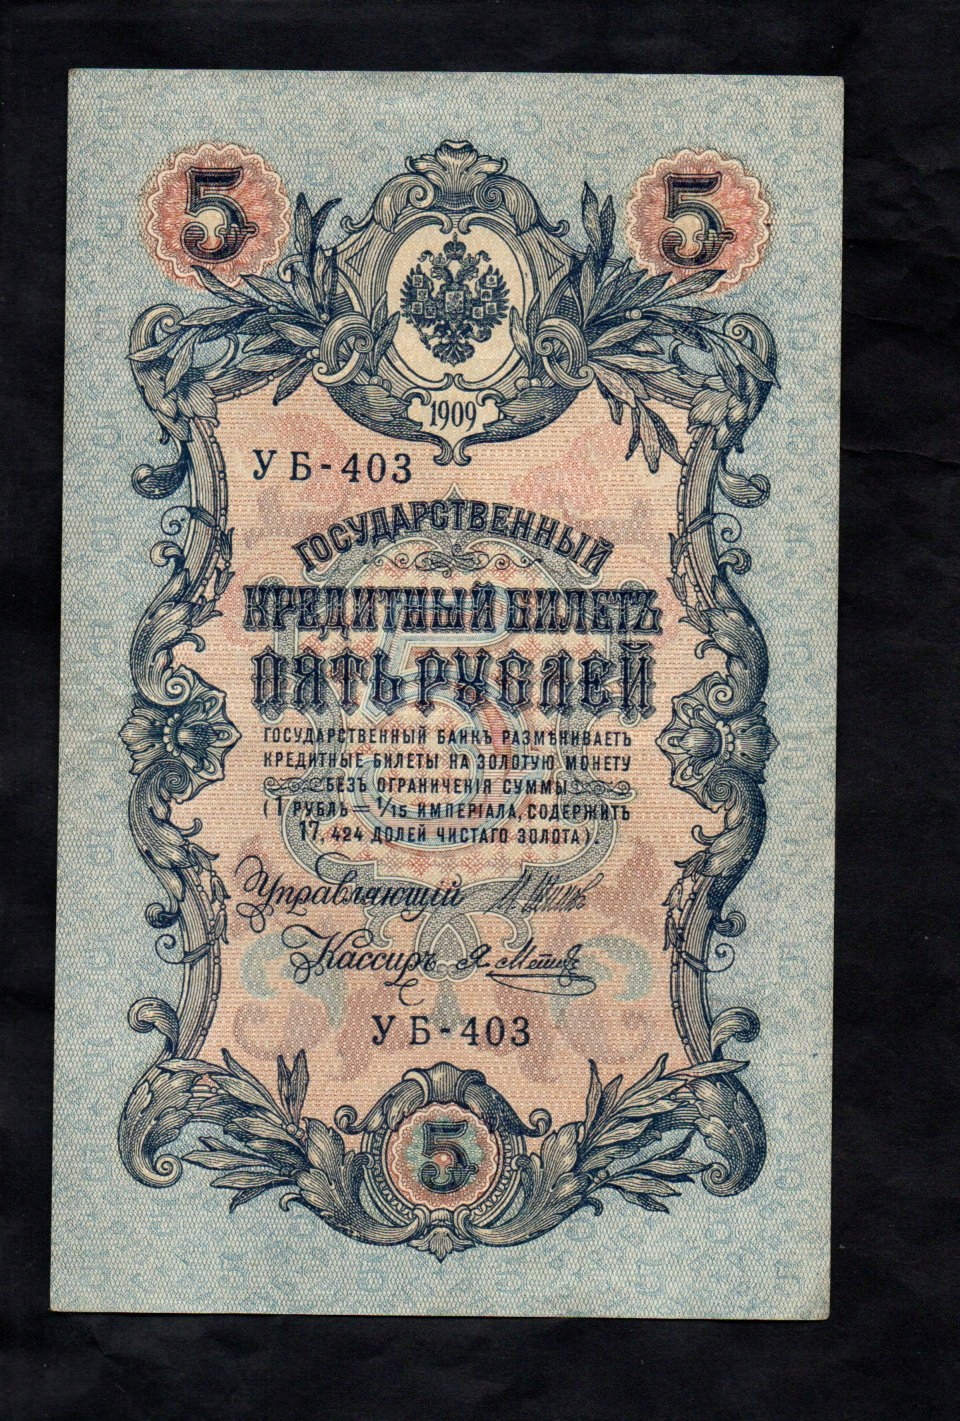 5 5
1909
УБ-403
ГОСУДАРСТВЕННЫЙ
КРЕДИТНЫЙ БИЛЕТЪ
ПЯТЬ РУБЛЕЙ
ГОСУДАРСТВЕННЫЙ БАНКЪ РАЗМѢНИВАЕТЪ
КРЕДИТНЫЕ БИЛЕТЫ НА ЗОЛОТУЮ МОНЕТУ
БЕЗЪ ОГРАНИЧЕНІЯ СУММЫ
(1 РУБЛЬ = 1/15 ИМПЕРІАЛА, СОДЕРЖИТЪ
17,424 ДОЛЕЙ ЧИСТАГО ЗОЛОТА).
Управляющій
Кассиръ
УБ-403
5